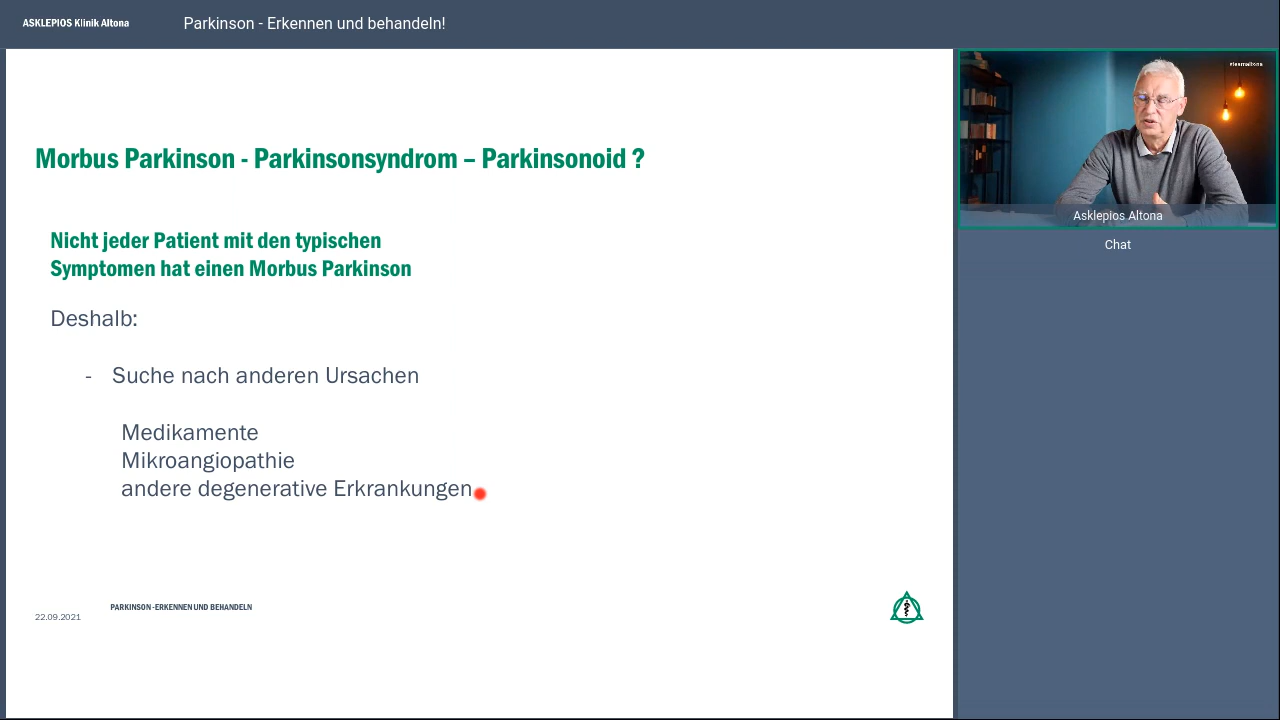 ASKLEPIOS Klinik Altona
Parkinson - Erkennen und behandeln!
Morbus Parkinson - Parkinsonsyndrom – Parkinsonoid ?
Nicht jeder Patient mit den typischen
Symptomen hat einen Morbus Parkinson
Deshalb:
- Suche nach anderen Ursachen
Medikamente
Mikroangiopathie
andere degenerative Erkrankungen
22.09.2021
PARKINSON -ERKENNEN UND BEHANDELN
#teamaltona
Asklepios Altona
Chat